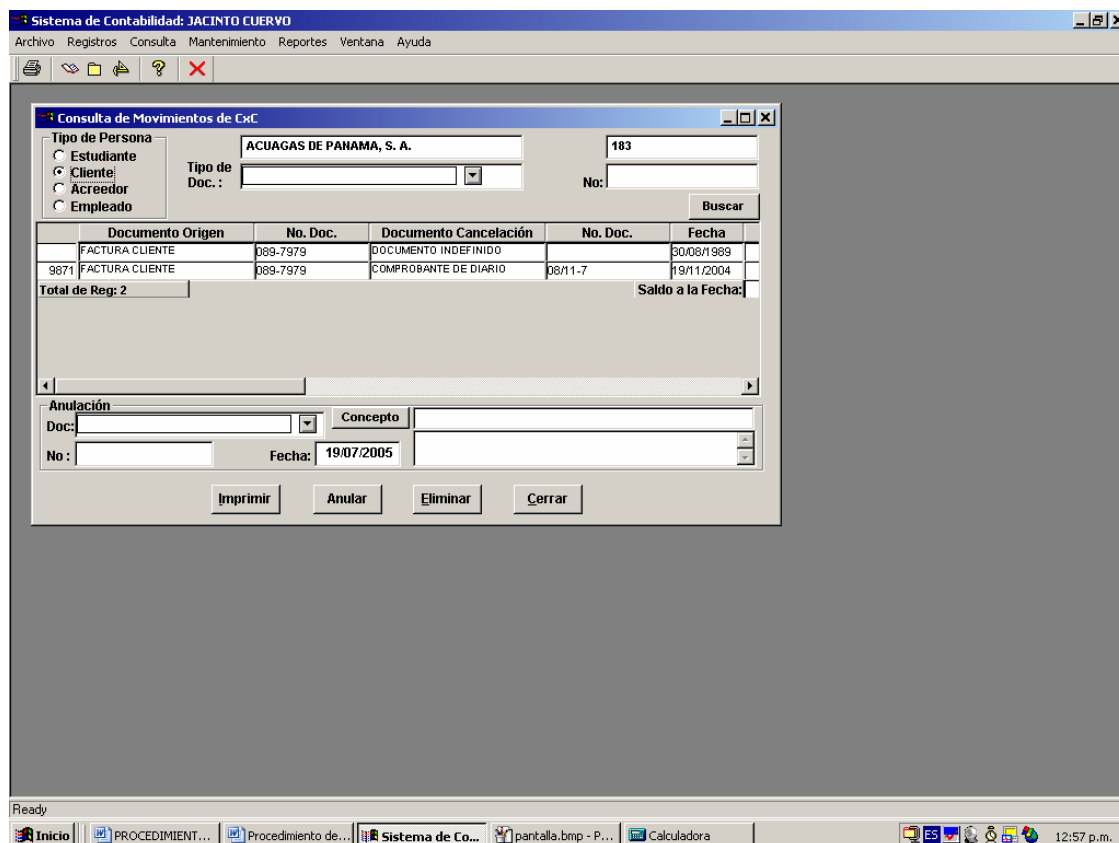 Sistema de Contabilidad: JACINTO CUERVO
Archivo Registros Consulta Mantenimiento Reportes Ventana Ayuda
Consulta de Movimientos de CxC
Tipo de Persona
Estudiante
Cliente
Acreedor
Empleado
ACUAGAS DE PANAMA, S. A.
183
Tipo de Doc. :
No:
Buscar
Documento Origen No. Doc. Documento Cancelación No. Doc. Fecha
FACTURA CLIENTE 089-7979 DOCUMENTO INDEFINIDO 30/08/1989
9871 FACTURA CLIENTE 089-7979 COMPROBANTE DE DIARIO 08/11-7 19/11/2004
Total de Reg: 2 Saldo a la Fecha:
Anulación
Doc: Concepto
No : Fecha: 19/07/2005
Imprimir Anular Eliminar Cerrar
Ready
Inicio PROCEDIMIENT... Procedimiento de... Sistema de Co... pantalla.bmp - P... Calculadora ES 12:57 p.m.